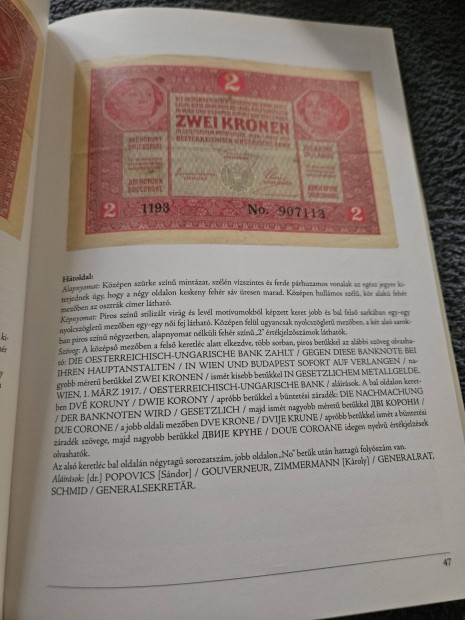 2
ZWEI KRONEN
OESTERREICHISCH-UNGARISCHE BANK
2
1193
No. 907113
2
Hátoldal:
Alapnyomat: Középen szürke színű mintázat, szélén vízszintes és ferde párhuzamos vonalak az egész jegyre ki-
terjednek úgy, hogy a négy oldalon keskeny fehér sáv üresen marad. Középen hullámos szélű, kör alakú fehér
mezőben az osztrák címer látható.
Képnyomat: Piros színű stilizált virág és levél motívumokból képzett keret jobb és bal felső sarkában egy-egy
nyolcszögletű mezőben egy-egy női fej látható. Középen felül ugyancsak nyolcszögletű mezőben, a két alsó sarok-
ban piros színű négyzetben, alapnyomat nélküli fehér színű „2" értékjelzőszámok láthatók.
Szöveg: A középső mezőben a felső keretléc alatt elkezdve, több sorban, piros betűkkel az alábbi szöveg olvasha-
tó: DIE OESTERREICHISCH-UNGARISCHE BANK ZAHLT / GEGEN DIESE BANKNOTE BEI
IHREN HAUPTANSTALTEN / IN WIEN UND BUDAPEST SOFORT AUF VERLANGEN / na-
gyobb méretű betűkkel ZWEI KRONEN / ismét kisebb betűkkel IN GESETZLICHEM METALLGELDE.
WIEN, 1. MÄRZ 1917. / OESTERREICHISCH-UNGARISCHE BANK / aláírások. A bal oldali keret-
ben DVĚ KORUNY / DWIE KORONY / apróbb betűkkel a büntetési záradék: DIE NACHMACHUNG
/ DER BANKNOTEN WIRD / GESETZLICH / majd ismét nagyobb méretű betűkkel ДВІ КОРОНИ /
DUE CORONE / a jobb oldali mezőben DVE KRONE / DVIJE KRUNE / apróbb betűkkel ismét a büntetési
záradék szövege, majd nagyobb betűkkel ДВИЈЕ КРУНЕ / DOUE COROANE idegen nyelvű értékjelzések
olvashatók.
Az alsó keretléc bal oldalán négytagú sorozatszám, jobb oldalon „No" betűk után hattagú folyószám van.
Aláírások: [dr.] POPOVICS [Sándor] / GOUVERNEUR, ZIMMERMANN [Károly] / GENERALRAT,
SCHMID / GENERALSEKRETÄR.
47